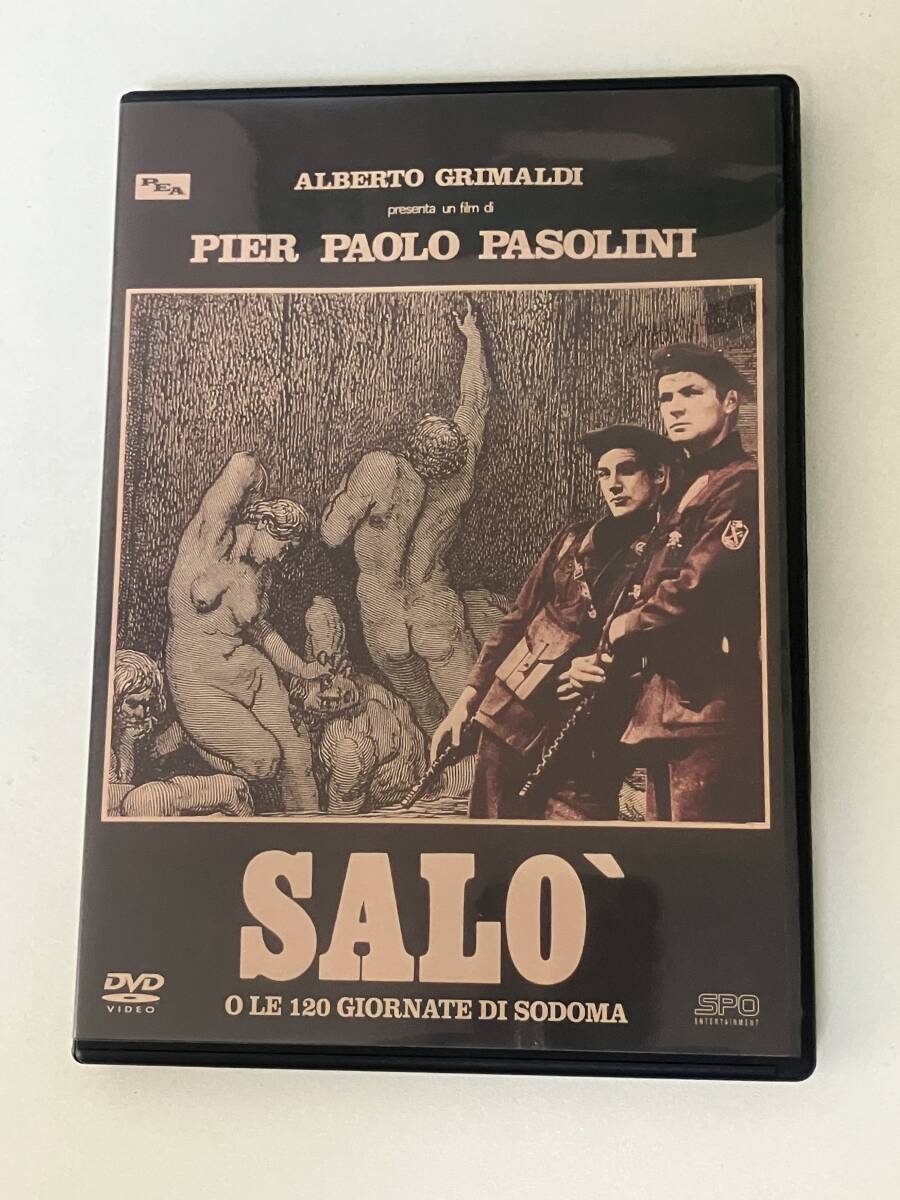 PEA
ALBERTO GRIMALDI
presenta un film di
PIER PAOLO PASOLINI
SALO`
O LE 120 GIORNATE DI SODOMA
DVD
VIDEO
SPO
ENTERTAINMENT